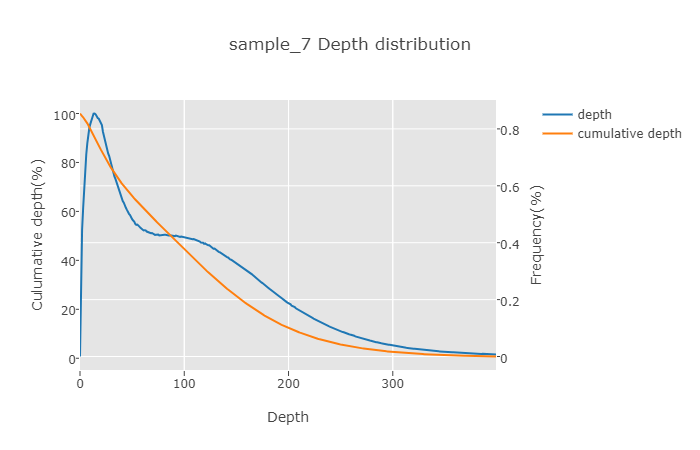 sample_7 Depth distribution
depth
cumulative depth
Culumative depth(%)
100
80
60
40
20
0
0.8
0.6
0.4
0.2
0
Frequency(%)
0
100
200
300
Depth